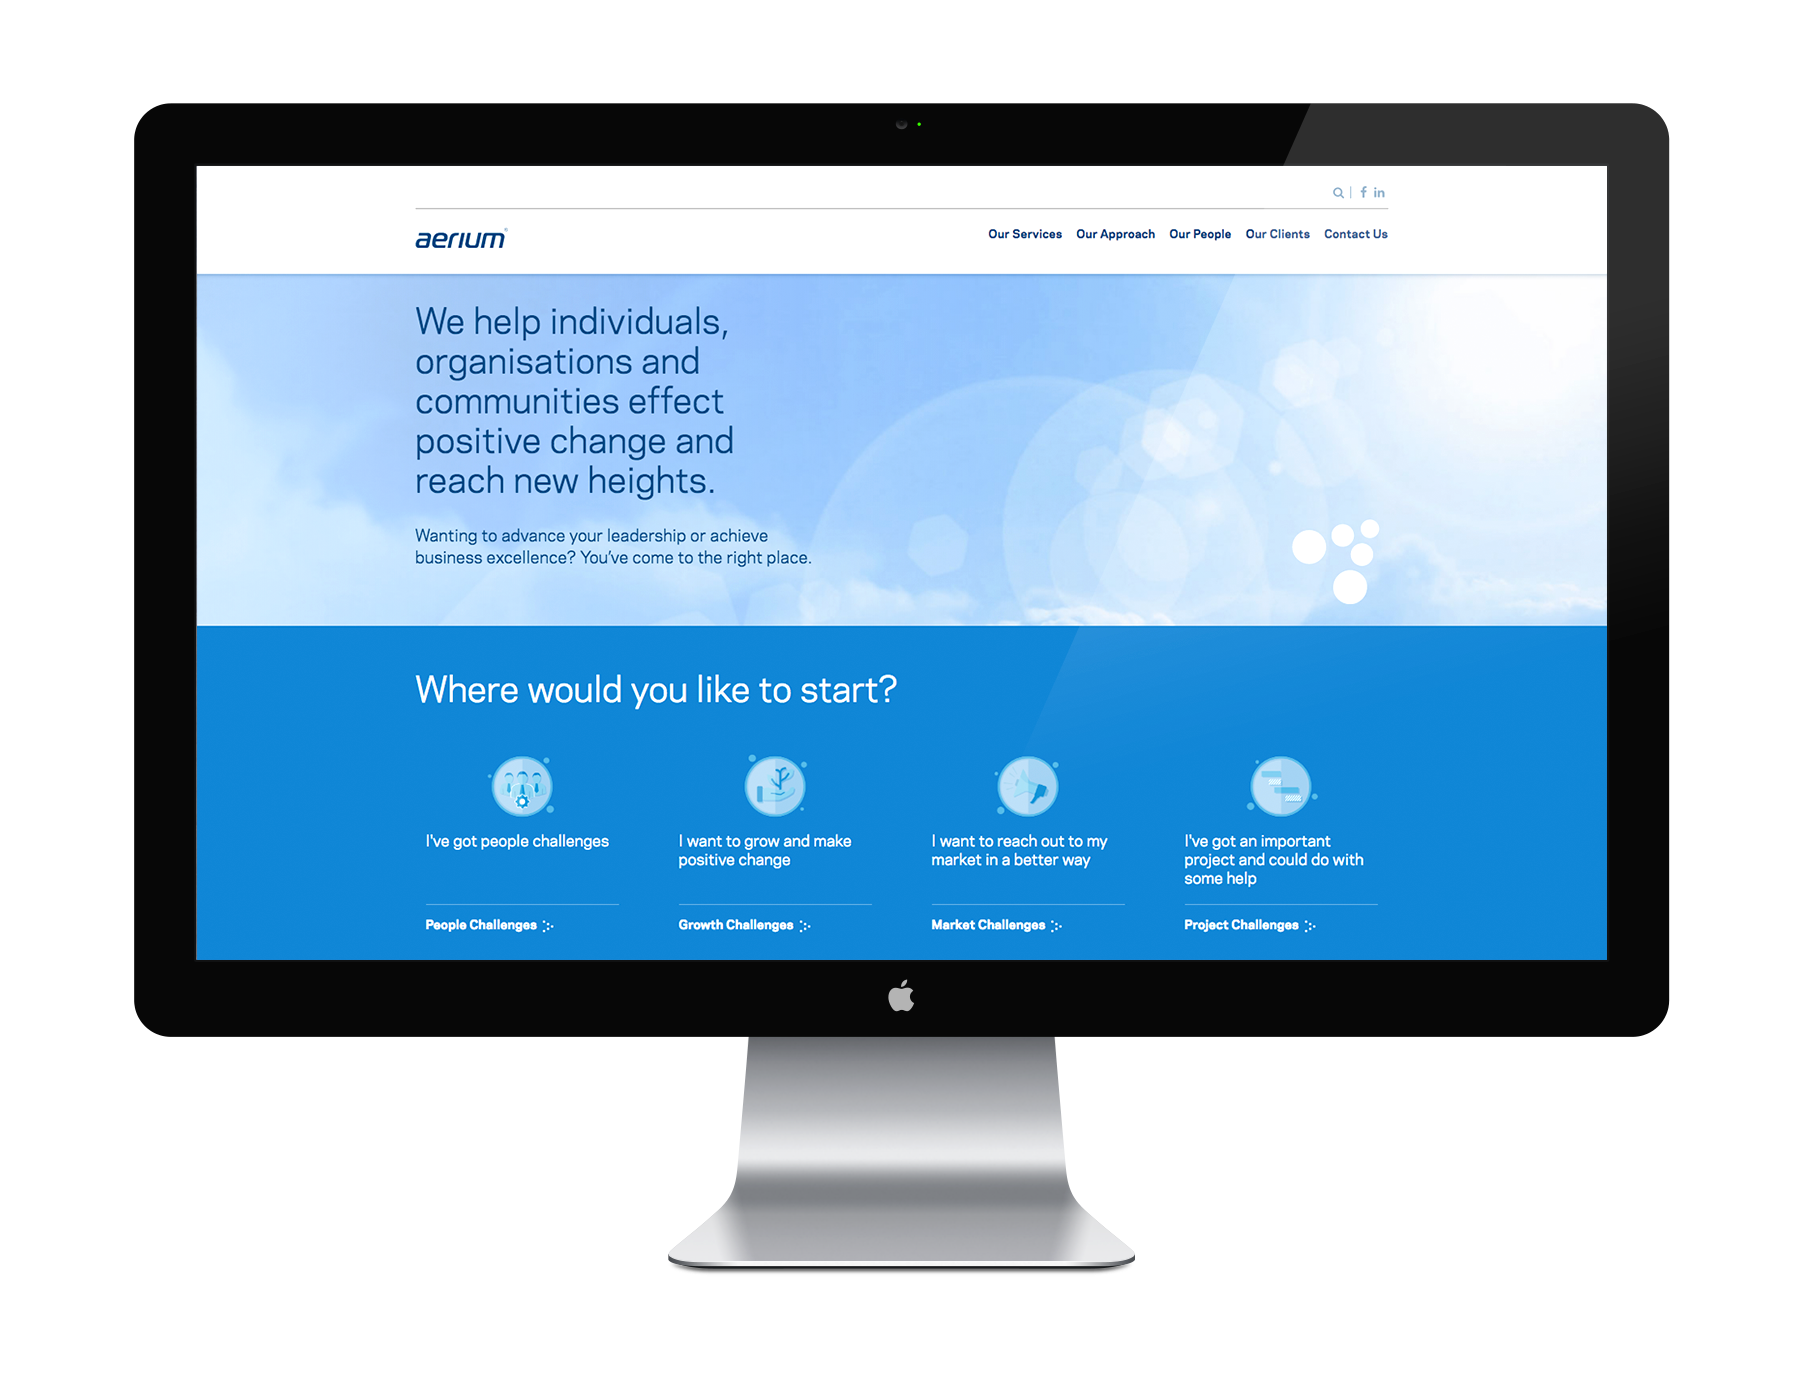 f in
aerium
Our Services Our Approach Our People Our Clients Contact Us
We help individuals,
organisations and
communities effect
positive change and
reach new heights.
Wanting to advance your leadership or achieve
business excellence? You've come to the right place.
Where would you like to start?
I've got people challenges
People Challenges
I want to grow and make
positive change
Growth Challenges
I want to reach out to my
market in a better way
Market Challenges
I've got an important
project and could do with
some help
Project Challenges